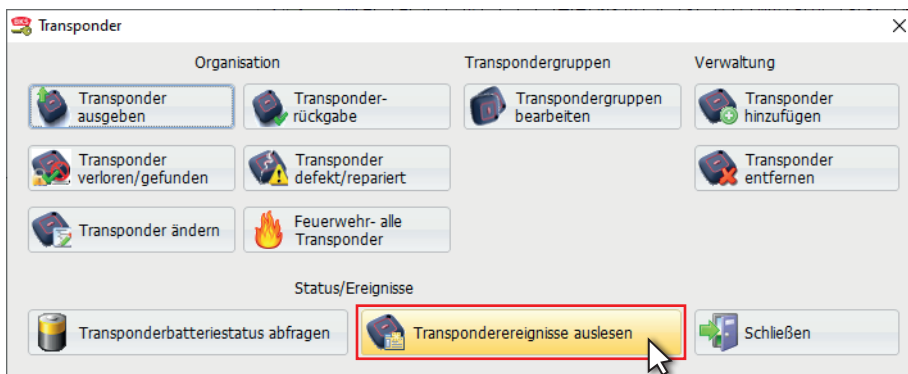 Transponder
Organisation
Transpondergruppen
Verwaltung
Transponder
ausgeben
Transponder-
rückgabe
Transpondergruppen
bearbeiten
Transponder
hinzufügen
Transponder
verloren/gefunden
Transponder
defekt/repariert
Transponder
entfernen
Transponder ändern
Feuerwehr- alle
Transponder
Status/Ereignisse
Transponderbatteriestatus abfragen
Transponderereignisse auslesen
Schließen